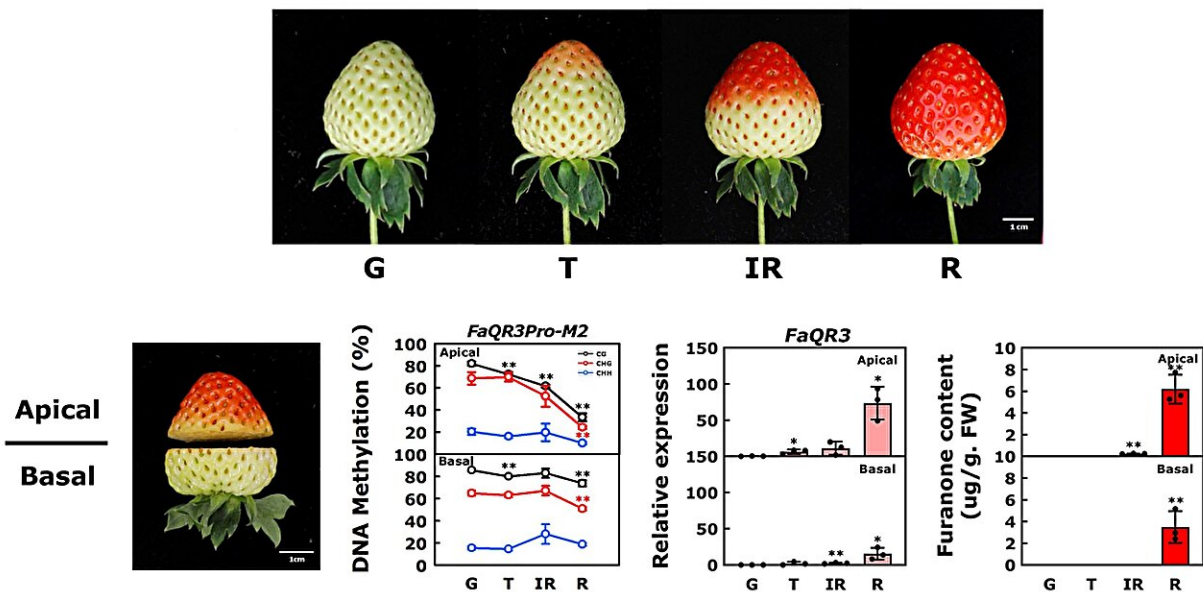 1cm
G T IR R
Apical
Basal
1cm
FaQR3Pro-M2
DNA Methylation (%)
100
80
60
40
20
100
80
60
40
20
0
Apical
CG
CHG
CHH
** ** **
**
Basal
** **
**
G T IR R
FaQR3
Relative expression
150
100
50
150
100
50
0
Apical
* *
Basal
** *
G T IR R
Furanone content
(ug/g. FW)
10
8
6
4
2
10
8
6
4
2
0
Apical
** **
Basal
**
G T IR R